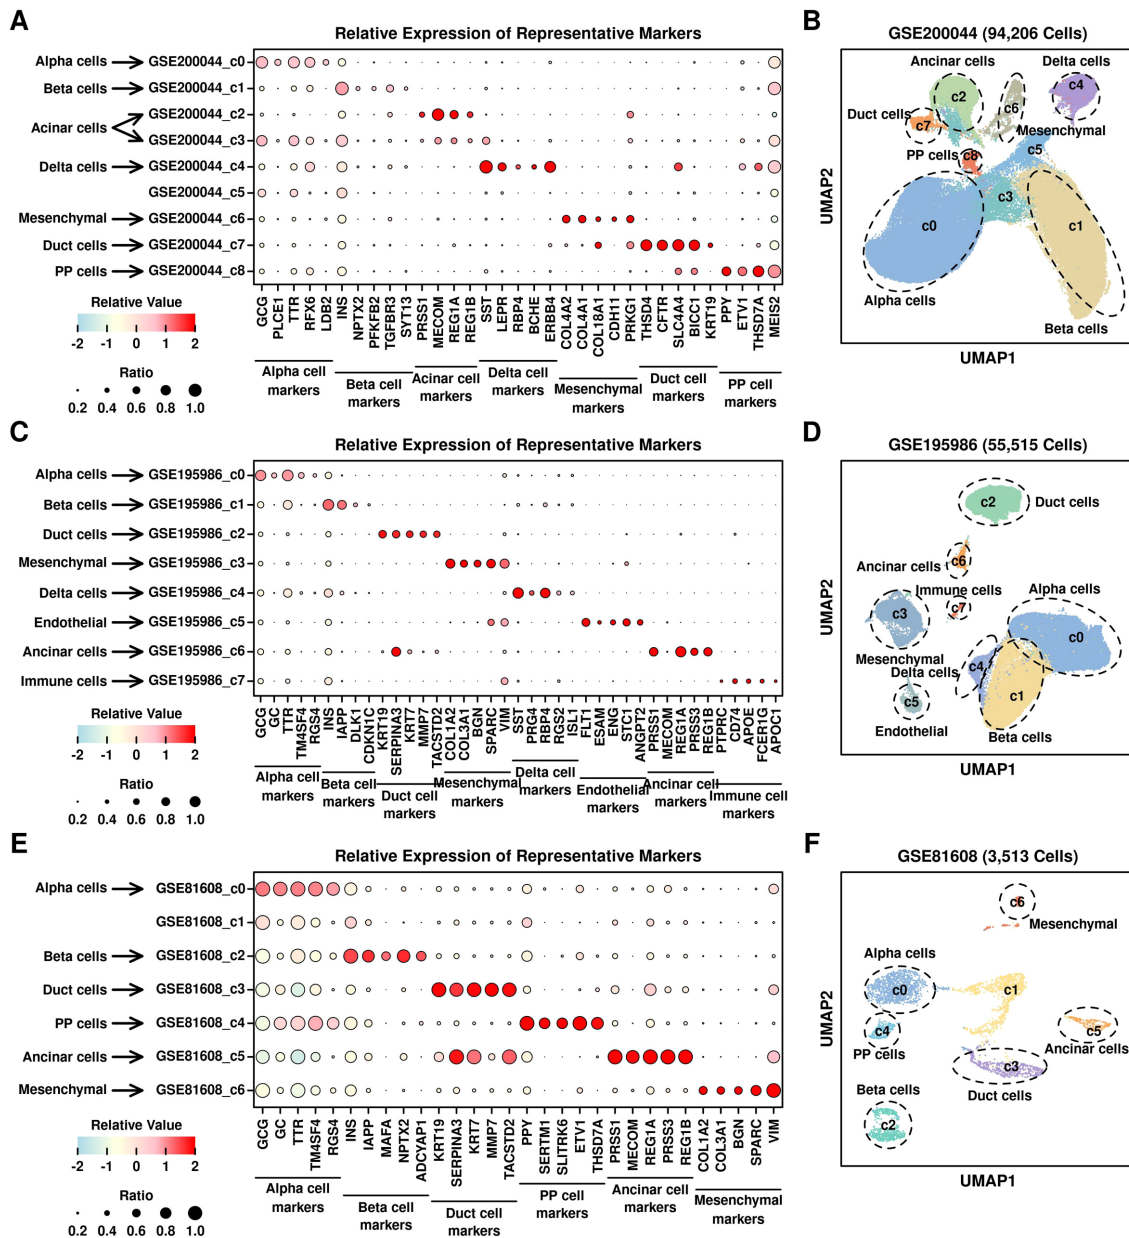 A
Relative Expression of Representative Markers
Alpha cells GSE200044_c0
Beta cells GSE200044_c1
GSE200044_c2
Acinar cells
GSE200044_c3
Delta cells GSE200044_c4
GSE200044_c5
Mesenchymal GSE200044_c6
Duct cells GSE200044_c7
PP cells GSE200044_c8
GCG PLCE1 TTR RFX6 LDB2 INS NPTX2 PFKFB2 TGFBR3 SYT13 PRSS1 MECOM REG1A REG1B SST LEPR RBP4 BCHE ERBB4 COL4A2 COL4A1 COL18A1 CDH11 PRKG1 THSD4 CFTR SLC4A4 BICC1 KRT19 PPY ETV1 THSD7A MEIS2
Relative Value
-2 -1 0 1 2
Ratio
0.2 0.4 0.6 0.8 1.0
Alpha cell markers
Beta cell markers
Acinar cell markers
Delta cell markers
Mesenchymal markers
Duct cell markers
PP cell markers
B
GSE200044 (94,206 Cells)
Ancinar cells
Delta cells
c4
c2
c6
Duct cells
c7
Mesenchymal
c5
PP cells
c8
c3
c0
c1
Alpha cells
Beta cells
UMAP2
UMAP1
C
Relative Expression of Representative Markers
Alpha cells GSE195986_c0
Beta cells GSE195986_c1
Duct cells GSE195986_c2
Mesenchymal GSE195986_c3
Delta cells GSE195986_c4
Endothelial GSE195986_c5
Ancinar cells GSE195986_c6
Immune cells GSE195986_c7
GCG GC TTR TM4SF4 RGS4 INS IAPP DLK1 CDKN1C KRT19 SERPINA3 KRT7 MMP7 TACSTD2 COL1A2 COL3A1 BGN SPARC VIM SST PRG4 RBP4 RGS2 ISL1 FLT1 ESAM ENG STC1 ANGPT2 PRSS1 MECOM REG1A PRSS3 REG1B PTPRC CD74 APOE FCER1G APOC1
Relative Value
-2 -1 0 1 2
Ratio
0.2 0.4 0.6 0.8 1.0
Alpha cell markers
Beta cell markers
Duct cell markers
Mesenchymal markers
Delta cell markers
Endothelial markers
Ancinar cell markers
Immune cell markers
D
GSE195986 (55,515 Cells)
c2
Duct cells
c6
Ancinar cells
Immune cells
c7
Alpha cells
c3
c0
Mesenchymal
Delta cells
c4
c1
c5
Endothelial
Beta cells
UMAP2
UMAP1
E
Relative Expression of Representative Markers
Alpha cells GSE81608_c0
GSE81608_c1
Beta cells GSE81608_c2
Duct cells GSE81608_c3
PP cells GSE81608_c4
Ancinar cells GSE81608_c5
Mesenchymal GSE81608_c6
GCG GC TTR TM4SF4 RGS4 INS IAPP MAFA NPTX2 ADCYAP1 KRT19 SERPINA3 KRT7 MMP7 TACSTD2 PPY SERTM1 SLITRK6 ETV1 THSD7A PRSS1 MECOM REG1A PRSS3 REG1B COL1A2 COL3A1 BGN SPARC VIM
Relative Value
-2 -1 0 1 2
Ratio
0.2 0.4 0.6 0.8 1.0
Alpha cell markers
Beta cell markers
Duct cell markers
PP cell markers
Ancinar cell markers
Mesenchymal markers
F
GSE81608 (3,513 Cells)
c6
Mesenchymal
Alpha cells
c0
c1
c4
PP cells
c5
Ancinar cells
c3
Duct cells
Beta cells
c2
UMAP2
UMAP1